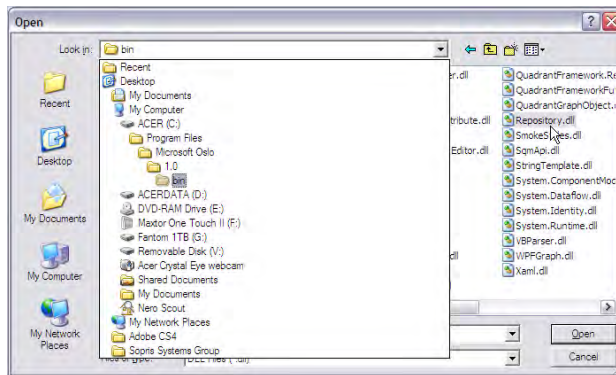 Open
Look in:
bin
Recent
Desktop
My Documents
My Computer
My Network
Places
Recent
Desktop
My Documents
My Computer
ACER (C:)
Program Files
Microsoft Oslo
1.0
bin
ACERDATA (D:)
DVD-RAM Drive (E:)
Maxtor One Touch II (F:)
Fantom 1TB (G:)
Removable Disk (V:)
Acer Crystal Eye webcam
Shared Documents
My Documents
Nero Scout
My Network Places
Adobe CS4
Sopris Systems Group
er.dll
tribute.dll
Editor.dll
dll
QuadrantFramework.Re
QuadrantFrameworkFu
QuadrantGraphObject.
Repository.dll
SqmApi.dll
StringTemplate.dll
System.ComponentMod
System.Dataflow.dll
System.Identity.dll
System.Runtime.dll
VBParser.dll
WPFGraph.dll
Xaml.dll
Open
Cancel